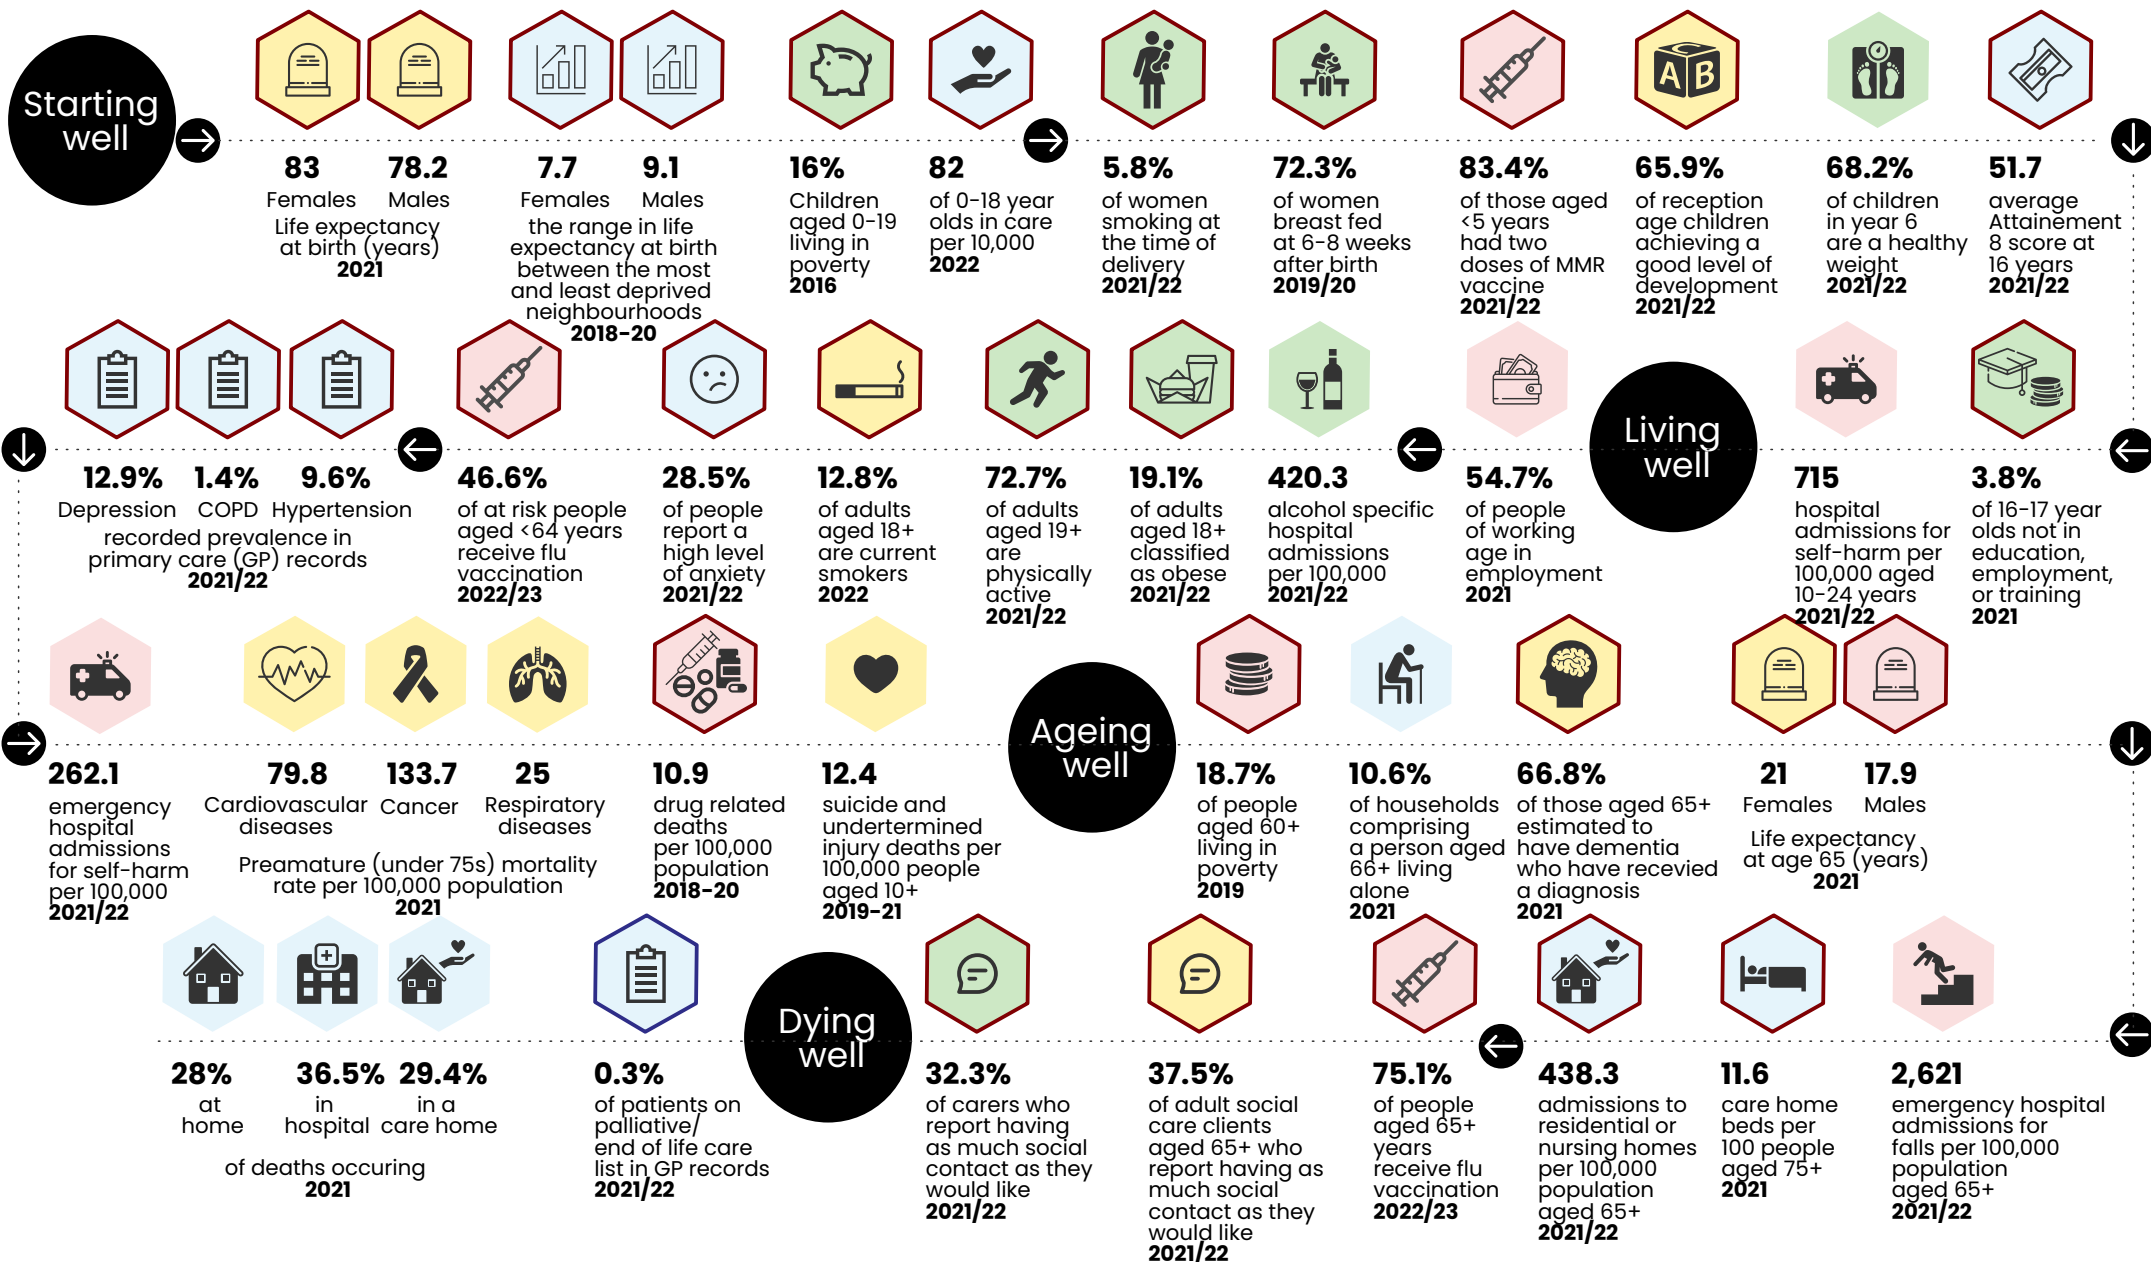 Starting
well
83
Females
78.2
Males
Life expectancy
at birth (years)
2021
7.7
Females
9.1
Males
the range in life
expectancy at birth
between the most
and least deprived
neighbourhoods
2018-20
16%
Children
aged 0-19
living in
poverty
2016
82
of 0-18 year
olds in care
per 10,000
2022
5.8%
of women
smoking at
the time of
delivery
2021/22
72.3%
of women
breast fed
at 6-8 weeks
after birth
2019/20
83.4%
of those aged
<5 years
had two
doses of MMR
vaccine
2021/22
A B
65.9%
of reception
age children
achieving a
good level of
development
2021/22
68.2%
of children
in year 6
are a healthy
weight
2021/22
51.7
average
Attainement
8 score at
16 years
2021/22
3.8%
of 16-17 year
olds not in
education,
employment,
or training
2021
715
hospital
admissions for
self-harm per
100,000 aged
10-24 years
2021/22
Living
well
54.7%
of people
of working
age in
employment
2021
420.3
alcohol specific
hospital
admissions
per 100,000
2021/22
19.1%
of adults
aged 18+
classified
as obese
2021/22
72.7%
of adults
aged 19+
are
physically
active
2021/22
12.8%
of adults
aged 18+
are current
smokers
2022
28.5%
of people
report a
high level
of anxiety
2021/22
46.6%
of at risk people
aged <64 years
receive flu
vaccination
2022/23
12.9%
Depression
1.4%
COPD
9.6%
Hypertension
recorded prevalence in
primary care (GP) records
2021/22
262.1
emergency
hospital
admissions
for self-harm
per 100,000
2021/22
79.8
Cardiovascular
diseases
133.7
Cancer
25
Respiratory
diseases
Preamature (under 75s) mortality
rate per 100,000 population
2021
10.9
drug related
deaths
per 100,000
population
2018-20
12.4
suicide and
undertermined
injury deaths per
100,000 people
aged 10+
2019-21
Ageing
well
18.7%
of people
aged 60+
living in
poverty
2019
10.6%
of households
comprising
a person aged
66+ living
alone
2021
66.8%
of those aged 65+
estimated to
have dementia
who have recevied
a diagnosis
2021
21
Females
17.9
Males
Life expectancy
at age 65 (years)
2021
2,621
emergency hospital
admissions for
falls per 100,000
population
aged 65+
2021/22
11.6
care home
beds per
100 people
aged 75+
2021
438.3
admissions to
residential or
nursing homes
per 100,000
population
aged 65+
2021/22
75.1%
of people
aged 65+
years
receive flu
vaccination
2022/23
37.5%
of adult social
care clients
aged 65+ who
report having as
much social
contact as they
would like
2021/22
32.3%
of carers who
report having
as much social
contact as they
would like
2021/22
Dying
well
0.3%
of patients on
palliative/
end of life care
list in GP records
2021/22
28%
at
home
36.5%
in
hospital
29.4%
in a
care home
of deaths occuring
2021